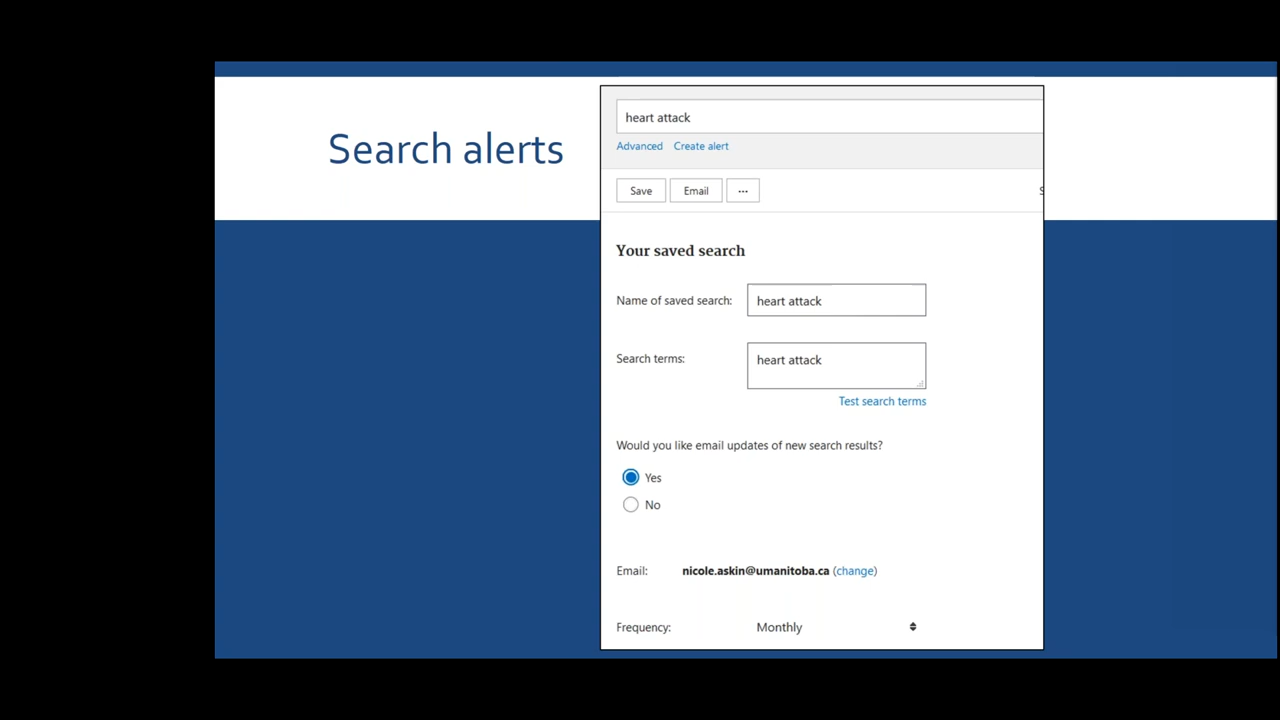 Search alerts
heart attack
Advanced Create alert
Save Email ...
Your saved search
Name of saved search: heart attack
Search terms: heart attack
Test search terms
Would you like email updates of new search results?
Yes
No
Email: nicole.askin@umanitoba.ca (change)
Frequency: Monthly